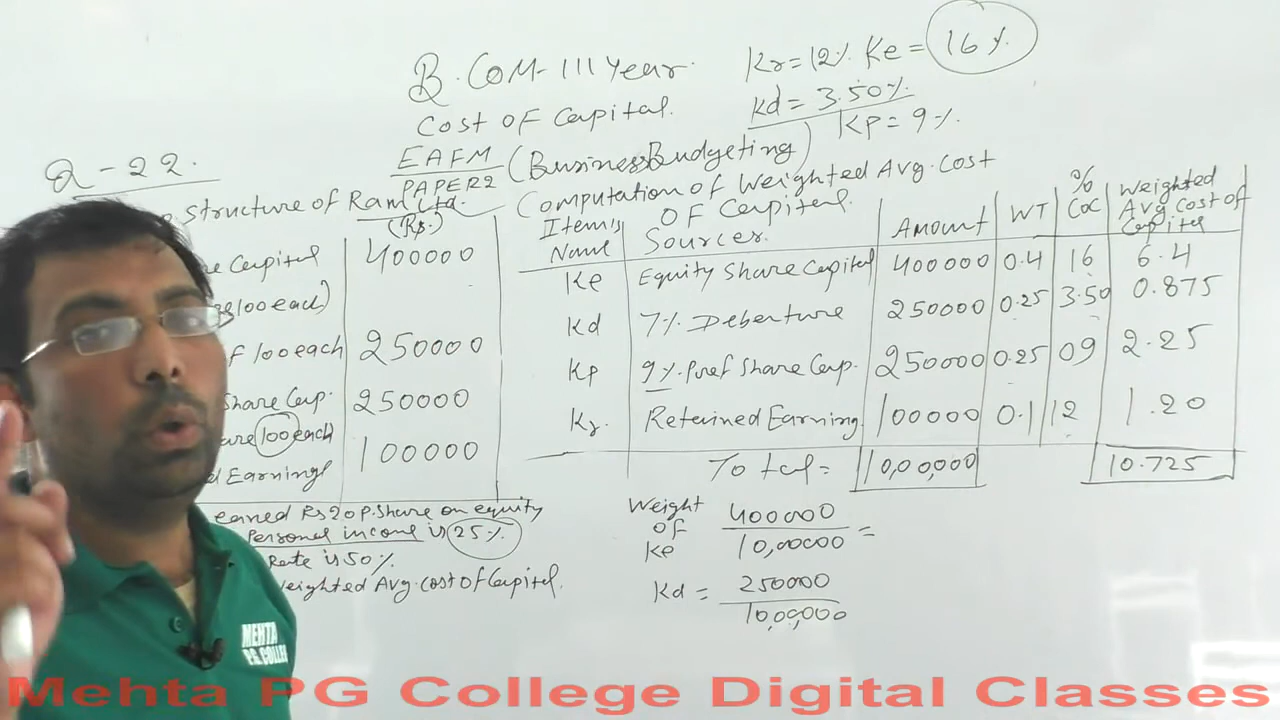 B.COM-III Year
Cost of Capital.
EAFM
PAPER2
(Business Budgeting)
Kr=12% Ke= 16%
Kd = 3.50%
Kp=9%
Q-22.
Structure of Ram Ltd.
(Rs.)
re Capital 400000
100 each)
f 100 each 250000
Share Cap. 250000
are 100 each
d Earnings 100000
earned Rs 20 P.Share on equity
Personal income is 25%
Rate is 50%
Weighted Avg.Cost of Capital.
Computation of Weighted Avg.Cost
Of Capital.
Item's Name Sources. Amount WT % COC Weighted Avg Cost of Capital
Ke Equity Share Capital 400000 0.4 16 6.4
Kd 7% Debenture 250000 0.25 3.50 0.875
Kp 9% Pref Share Cap. 250000 0.25 09 2.25
Kr. Retained Earning 100000 0.1 12 1.20
Total = 10,00,000 10.725
Weight
of
Ke
400000
10,00000 =
Kd = 250000
10,00,000
MEHTA
P.G.COLLE
Mehta PG College Digital Classes